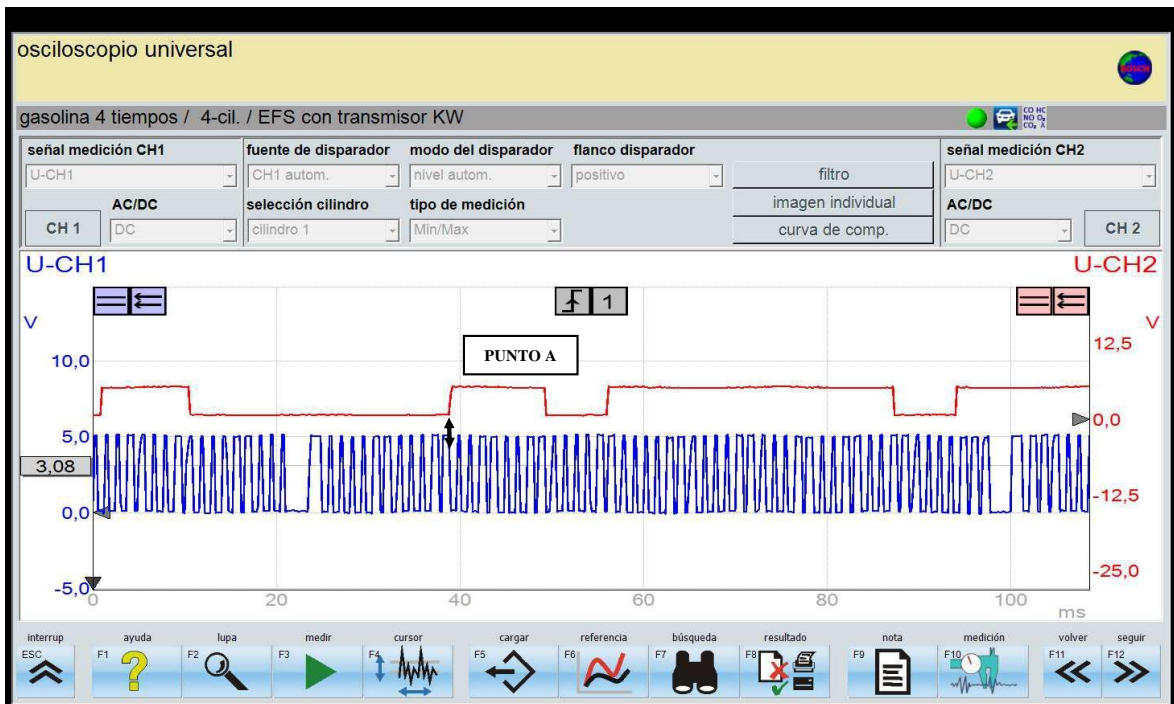 osciloscopio universal
BOSCH
gasolina 4 tiempos / 4-cil. / EFS con transmisor KW
CO HC
NO O₂
CO₂ λ
señal medición CH1 fuente de disparador modo del disparador flanco disparador señal medición CH2
U-CH1 CH1 autom. nivel autom. positivo filtro U-CH2
AC/DC selección cilindro tipo de medición imagen individual AC/DC
CH 1 DC cilindro 1 Min/Max curva de comp. DC CH 2
U-CH1 U-CH2
1
V V
PUNTO A
12,5
10,0
0,0
5,0
3,08
-12,5
0,0
-25,0
-5,0
0 20 40 60 80 100
ms
interrup ayuda lupa medir cursor cargar referencia búsqueda resultado nota medición volver seguir
ESC F1 F2 F3 F4 F5 F6 F7 F8 F9 F10 F11 F12